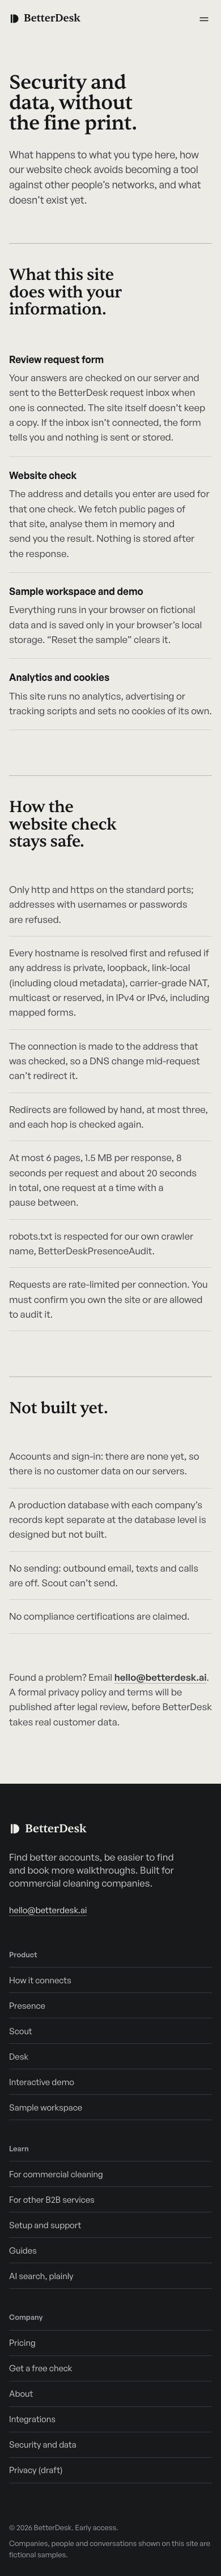 BetterDesk
Security and
data, without
the fine print.
What happens to what you type here, how
our website check avoids becoming a tool
against other people’s networks, and what
doesn’t exist yet.
What this site
does with your
information.
Review request form
Your answers are checked on our server and
sent to the BetterDesk request inbox when
one is connected. The site itself doesn’t keep
a copy. If the inbox isn’t connected, the form
tells you and nothing is sent or stored.
Website check
The address and details you enter are used for
that one check. We fetch public pages of
that site, analyse them in memory and
send you the result. Nothing is stored after
the response.
Sample workspace and demo
Everything runs in your browser on fictional
data and is saved only in your browser’s local
storage. “Reset the sample” clears it.
Analytics and cookies
This site runs no analytics, advertising or
tracking scripts and sets no cookies of its own.
How the
website check
stays safe.
Only http and https on the standard ports;
addresses with usernames or passwords
are refused.
Every hostname is resolved first and refused if
any address is private, loopback, link-local
(including cloud metadata), carrier-grade NAT,
multicast or reserved, in IPv4 or IPv6, including
mapped forms.
The connection is made to the address that
was checked, so a DNS change mid-request
can’t redirect it.
Redirects are followed by hand, at most three,
and each hop is checked again.
At most 6 pages, 1.5 MB per response, 8
seconds per request and about 20 seconds
in total, one request at a time with a
pause between.
robots.txt is respected for our own crawler
name, BetterDeskPresenceAudit.
Requests are rate-limited per connection. You
must confirm you own the site or are allowed
to audit it.
Not built yet.
Accounts and sign-in: there are none yet, so
there is no customer data on our servers.
A production database with each company’s
records kept separate at the database level is
designed but not built.
No sending: outbound email, texts and calls
are off. Scout can’t send.
No compliance certifications are claimed.
Found a problem? Email hello@betterdesk.ai.
A formal privacy policy and terms will be
published after legal review, before BetterDesk
takes real customer data.
BetterDesk
Find better accounts, be easier to find
and book more walkthroughs. Built for
commercial cleaning companies.
hello@betterdesk.ai
Product
How it connects
Presence
Scout
Desk
Interactive demo
Sample workspace
Learn
For commercial cleaning
For other B2B services
Setup and support
Guides
AI search, plainly
Company
Pricing
Get a free check
About
Integrations
Security and data
Privacy (draft)
© 2026 BetterDesk. Early access.
Companies, people and conversations shown on this site are
fictional samples.